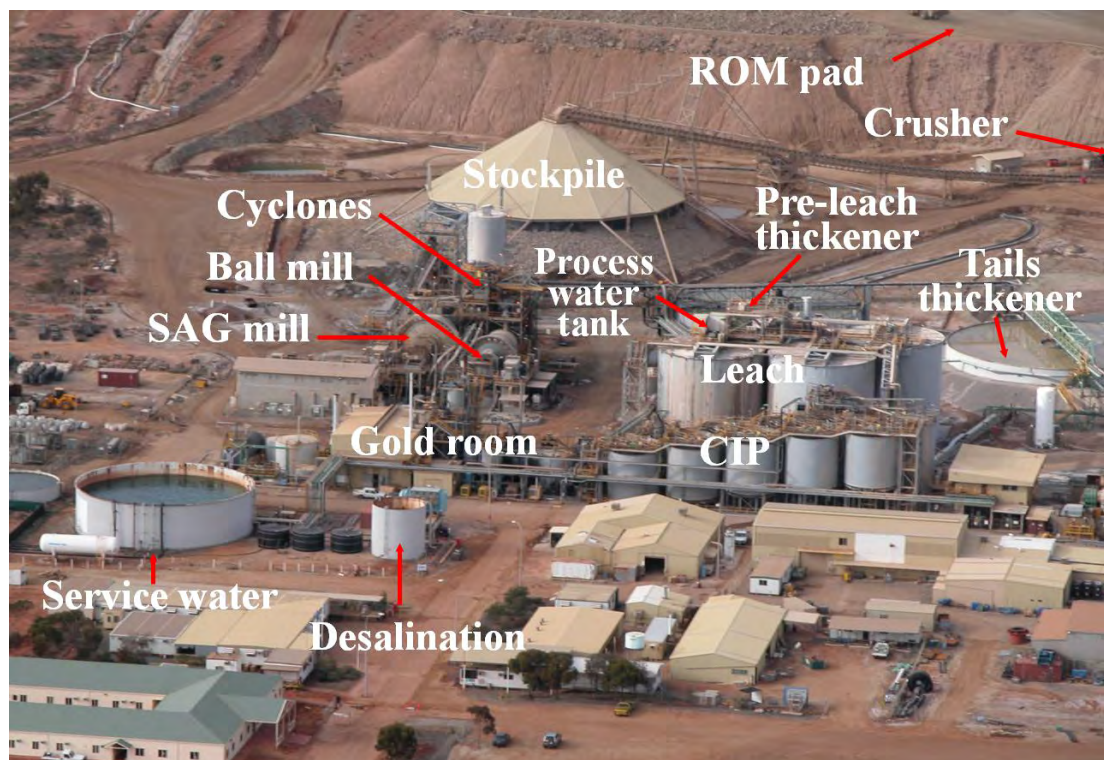 ROM pad
Crusher
Stockpile
Cyclones
Pre-leach
thickener
Ball mill
Process
water
tank
Tails
thickener
SAG mill
Leach
Gold room
CIP
Service water
Desalination